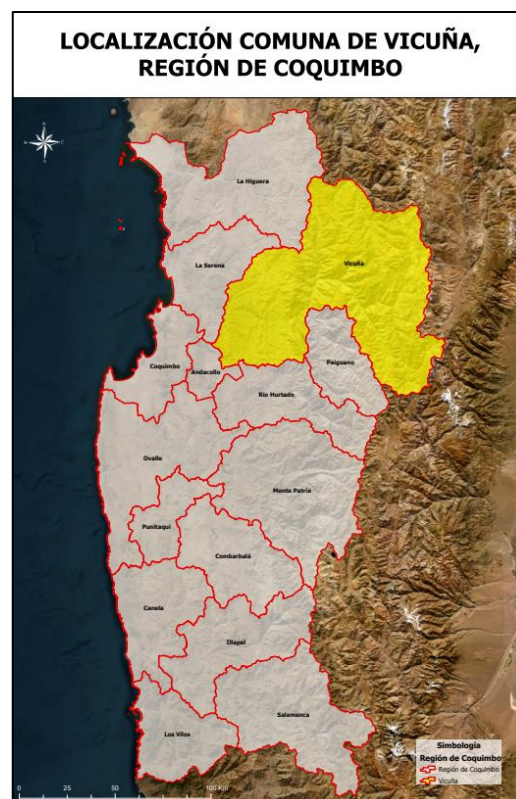 LOCALIZACIÓN COMUNA DE VICUÑA,
REGIÓN DE COQUIMBO
La Higuera
La Serena
Vicuña
Coquimbo
Andacollo
Paiguano
Río Hurtado
Ovalle
Monte Patria
Punitaqui
Combarbalá
Canela
Illapel
Salamanca
Los Vilos
Simbología
Región de Coquimbo
Región de Coquimbo
Vicuña
0 50 100 Km